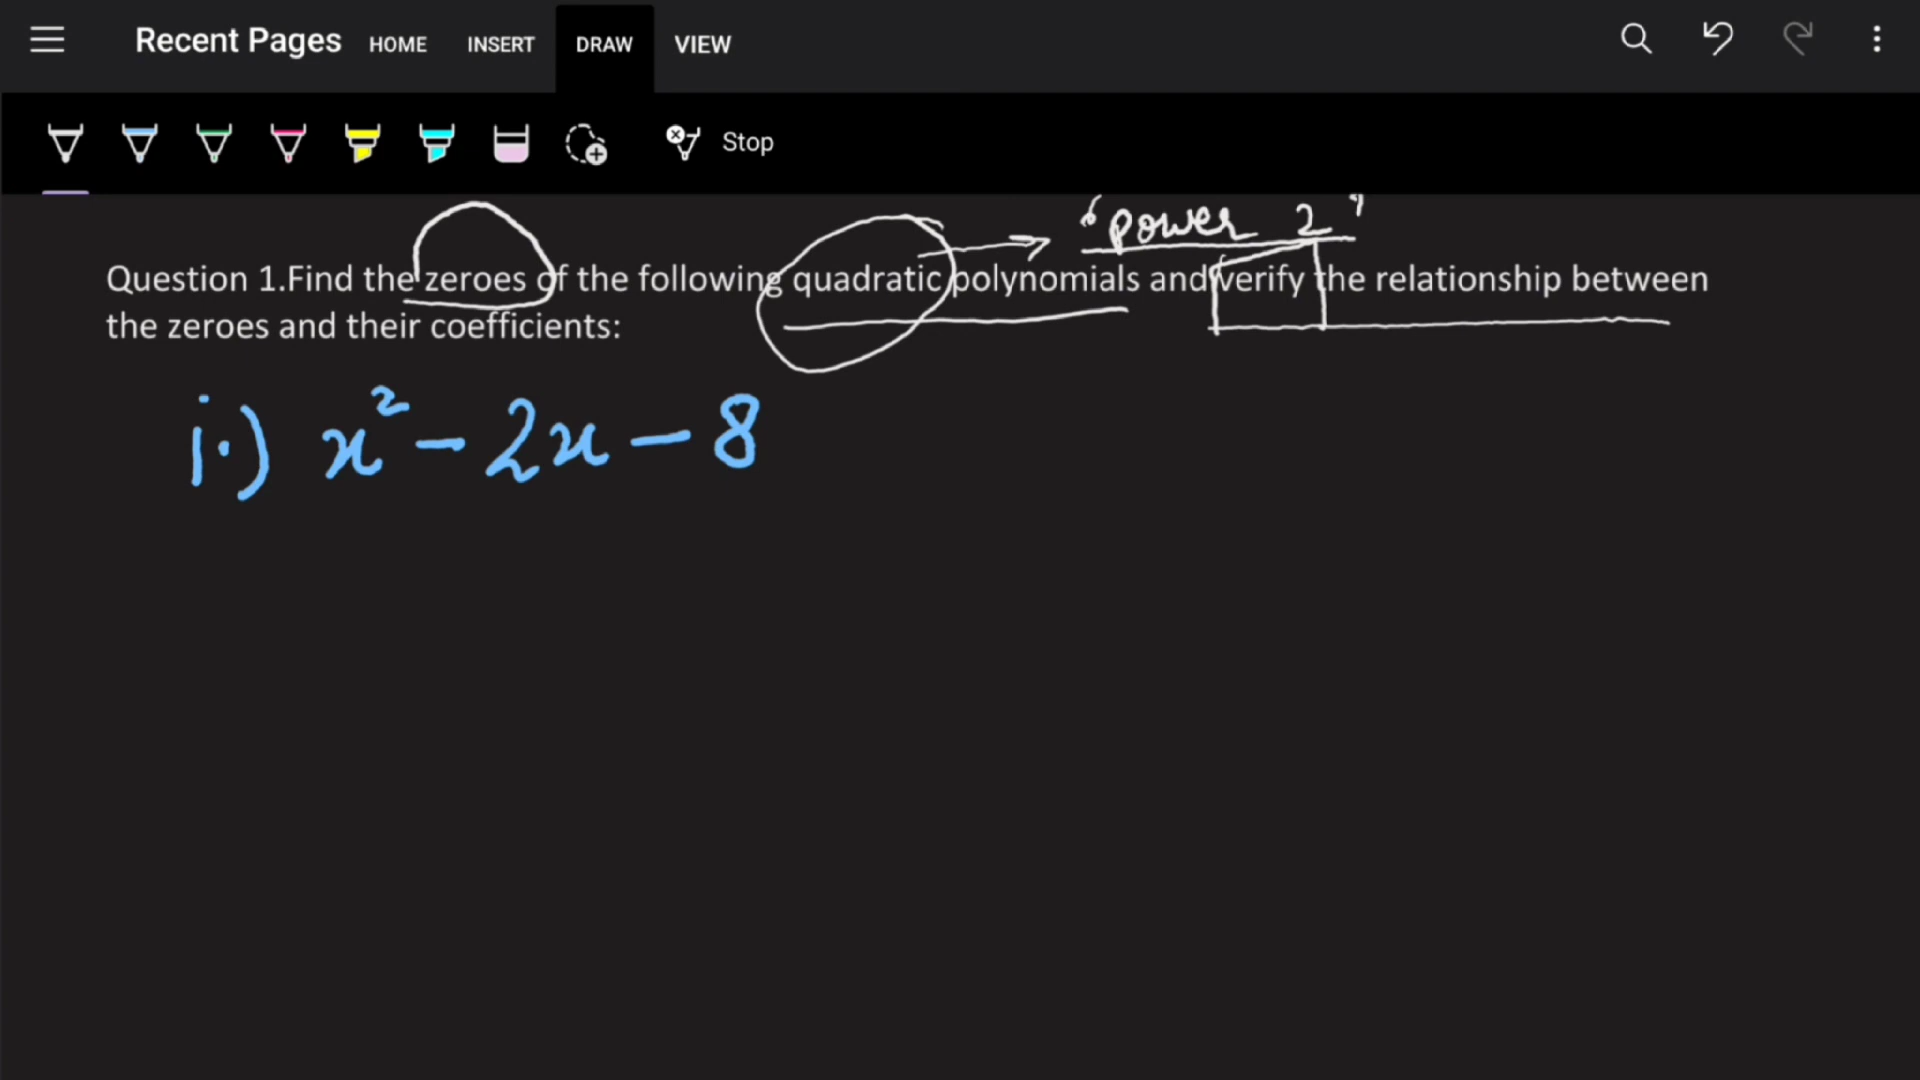 Recent Pages HOME INSERT DRAW VIEW
Stop
"power 2"
Question 1.Find the zeroes of the following quadratic polynomials and verify the relationship between
the zeroes and their coefficients:
i.) x² - 2x - 8